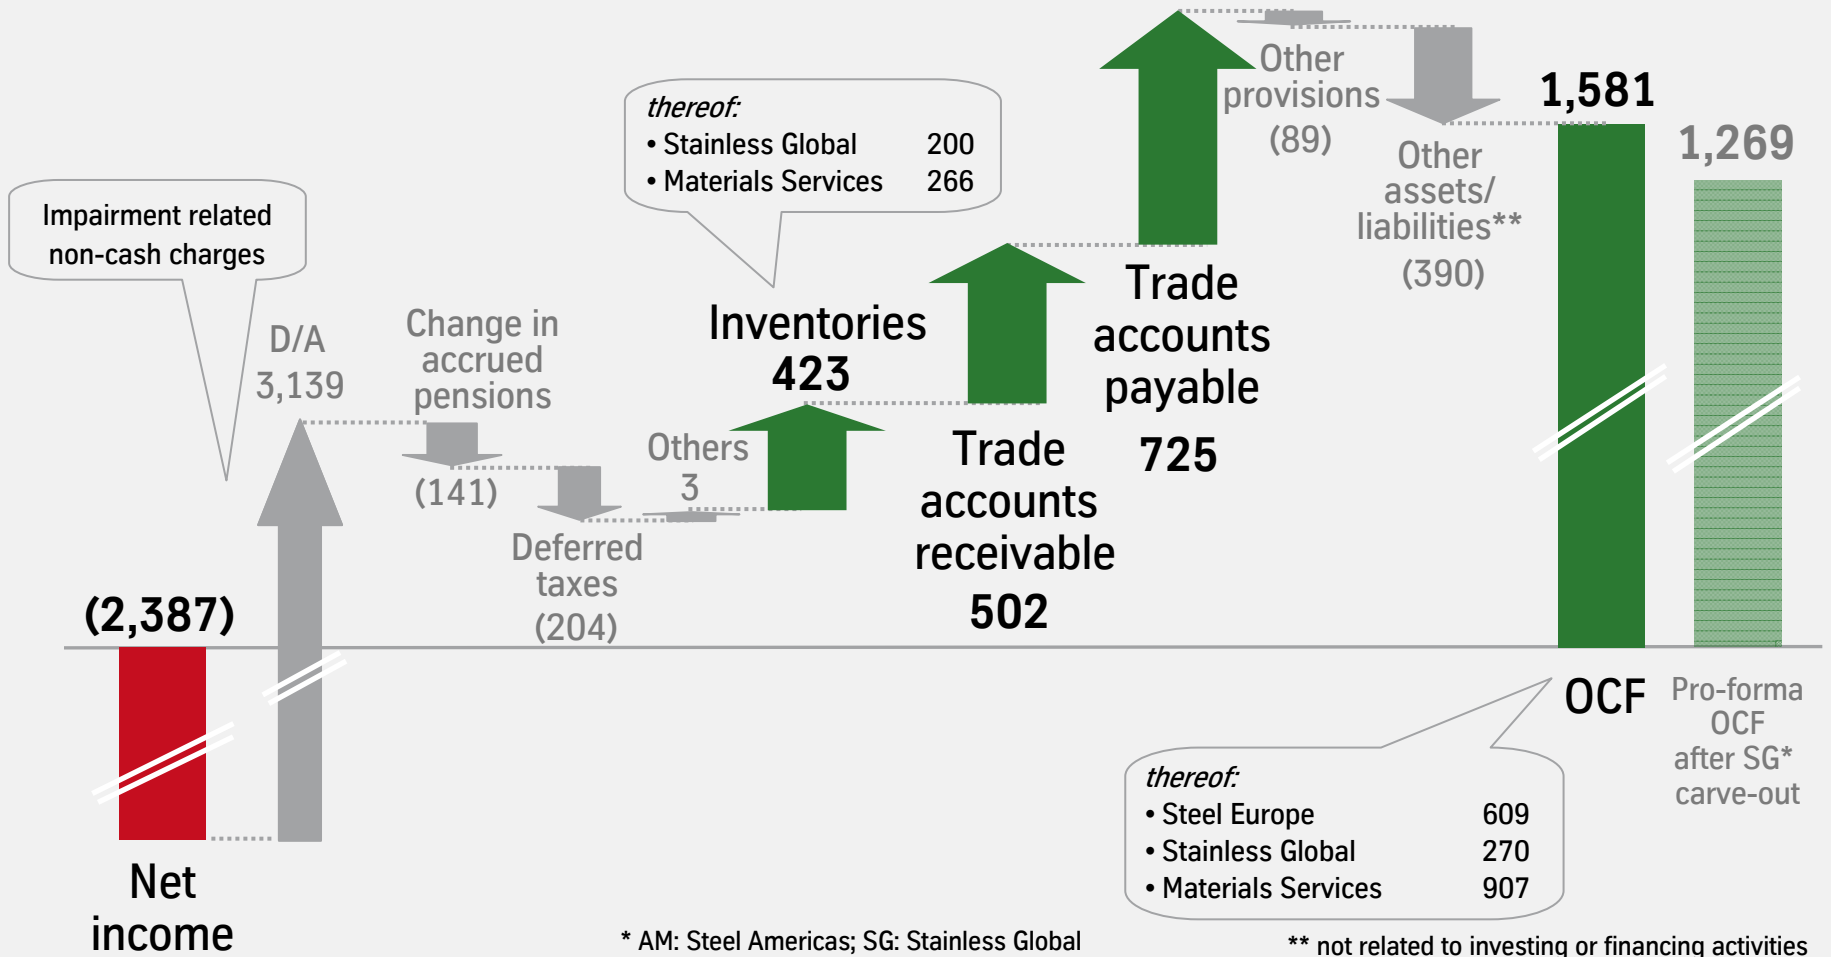 Impairment related
non-cash charges
(2,387)
Net
income
D/A
3,139
Change in
accrued
pensions
(141)
Deferred
taxes
(204)
Others
3
thereof:
• Stainless Global 200
• Materials Services 266
Inventories
423
Trade
accounts
receivable
502
Trade
accounts
payable
725
Other
provisions
(89)
Other
assets/
liabilities**
(390)
1,581
OCF
1,269
Pro-forma
OCF
after SG*
carve-out
thereof:
• Steel Europe 609
• Stainless Global 270
• Materials Services 907
* AM: Steel Americas; SG: Stainless Global
** not related to investing or financing activities